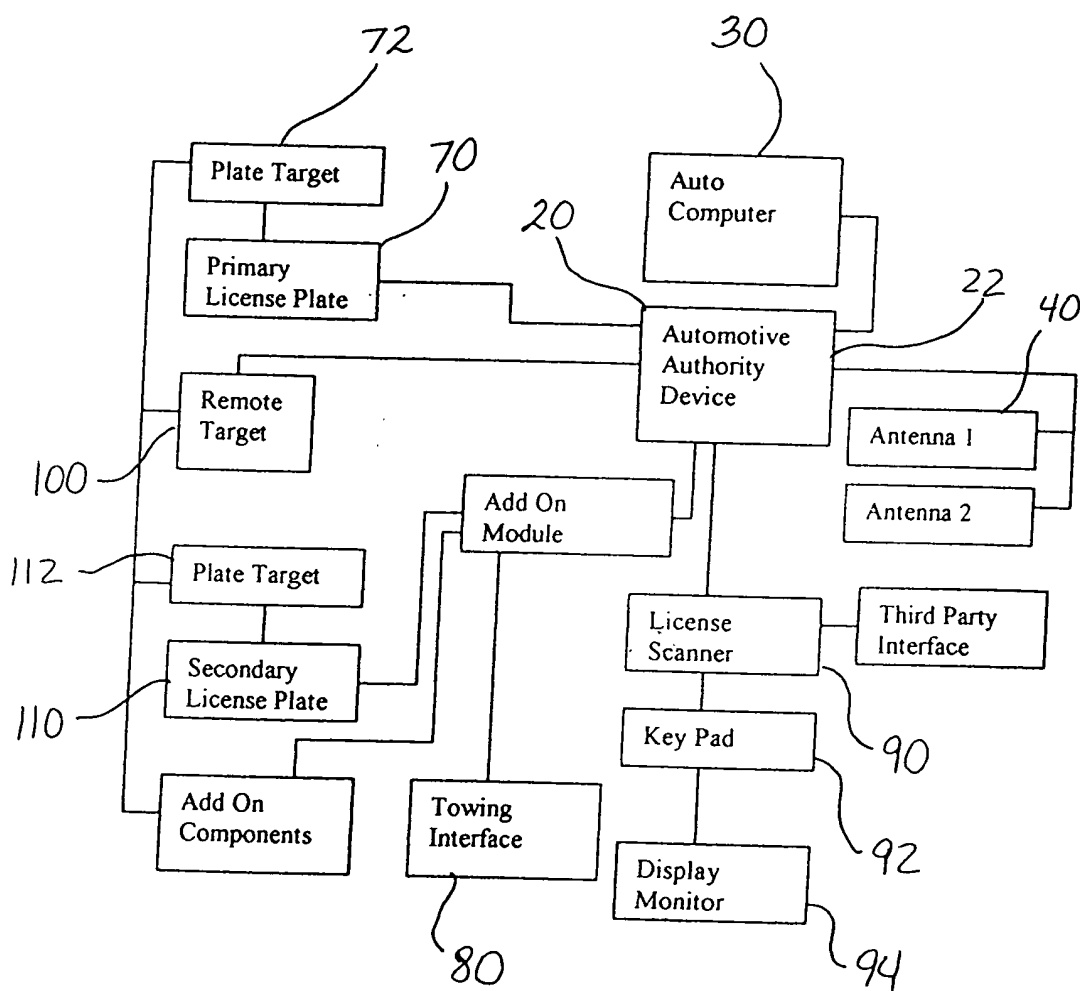 72
30
Plate Target
70
Auto
Computer
20
Primary
License Plate
22
40
Automotive
Authority
Device
Remote
Target
Antenna 1
100
Add On
Module
Antenna 2
112
Plate Target
License
Scanner
Third Party
Interface
Secondary
License Plate
110
Key Pad
90
Add On
Components
Towing
Interface
92
Display
Monitor
80
94